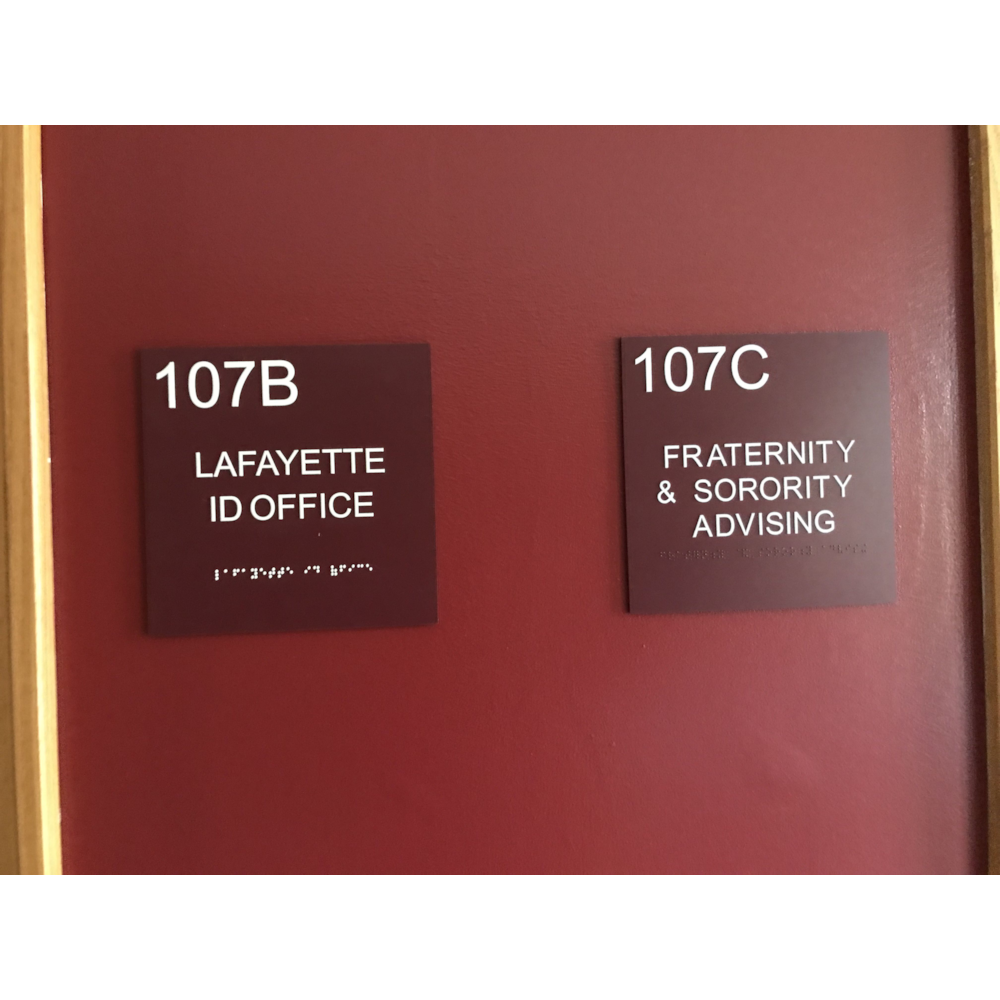 107B
LAFAYETTE
ID OFFICE
107C
FRATERNITY
& SORORITY
ADVISING